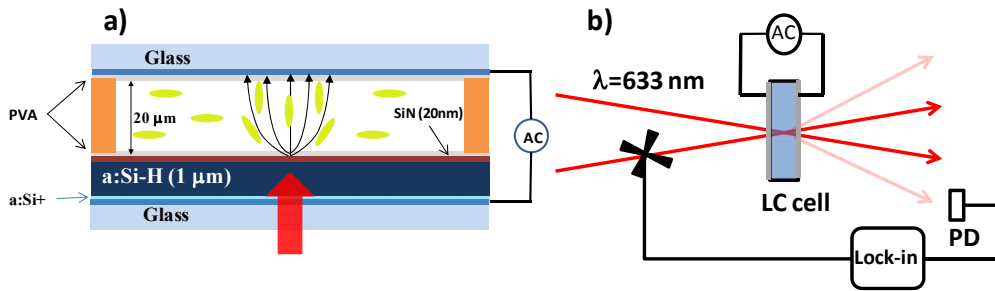 a)
Glass
PVA
20 μm
SiN (20nm)
AC
a:Si-H (1 μm)
a:Si+
Glass
b)
AC
λ=633 nm
LC cell
PD
Lock-in